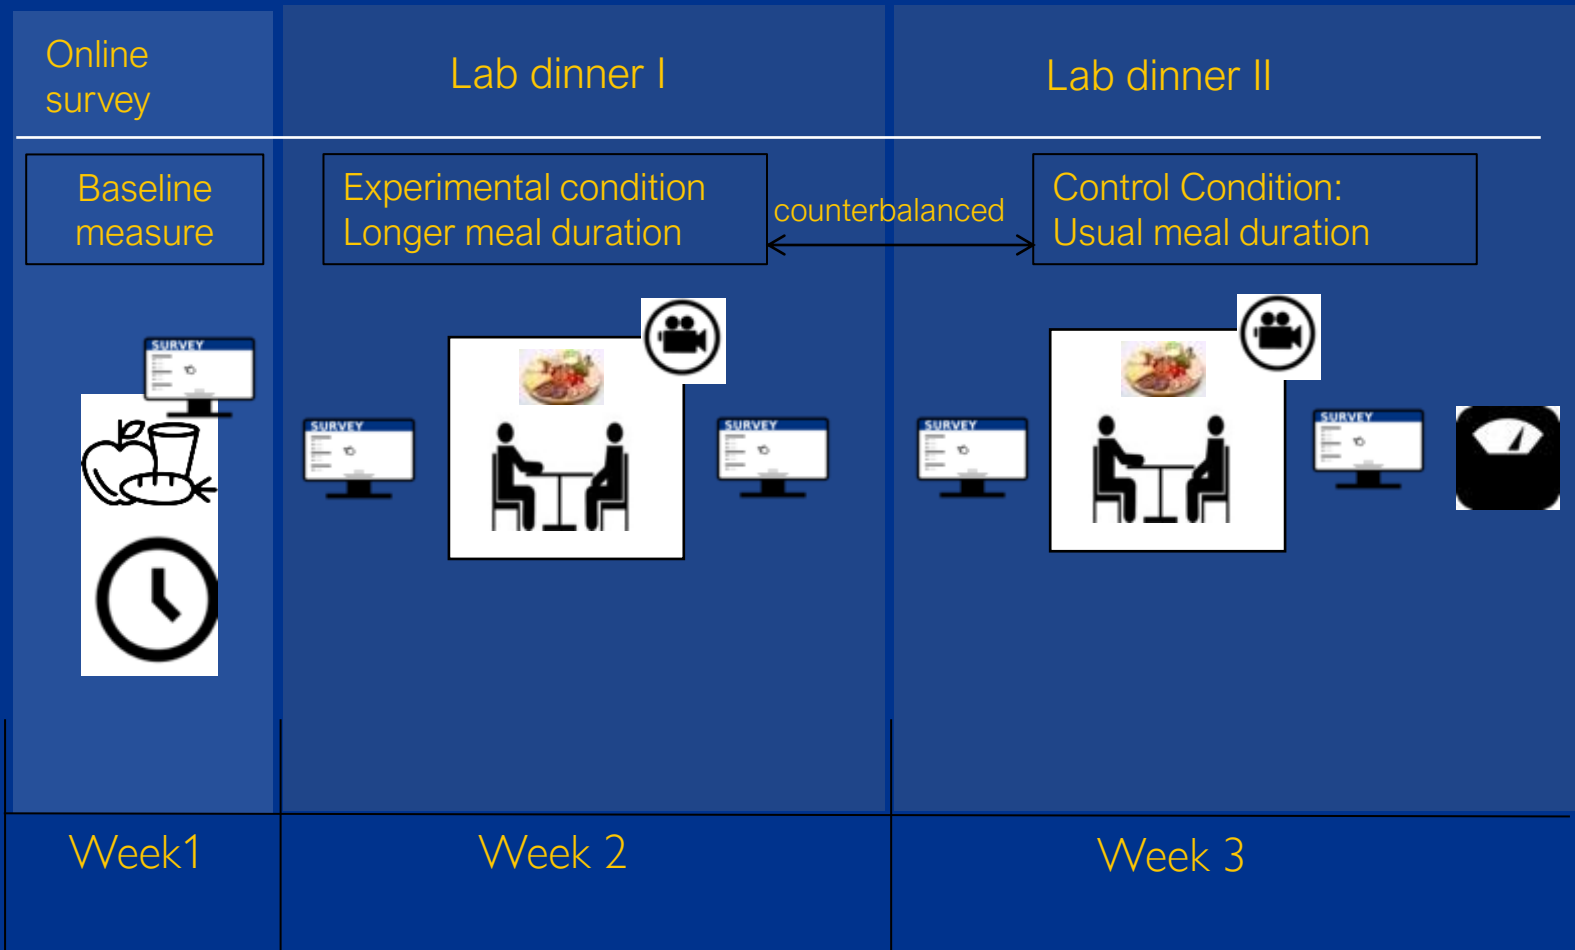 Online
survey
Lab dinner I
Lab dinner II
Baseline
measure
Experimental condition
Longer meal duration
counterbalanced
Control Condition:
Usual meal duration
SURVEY
SURVEY
SURVEY
SURVEY
SURVEY
Week1
Week 2
Week 3